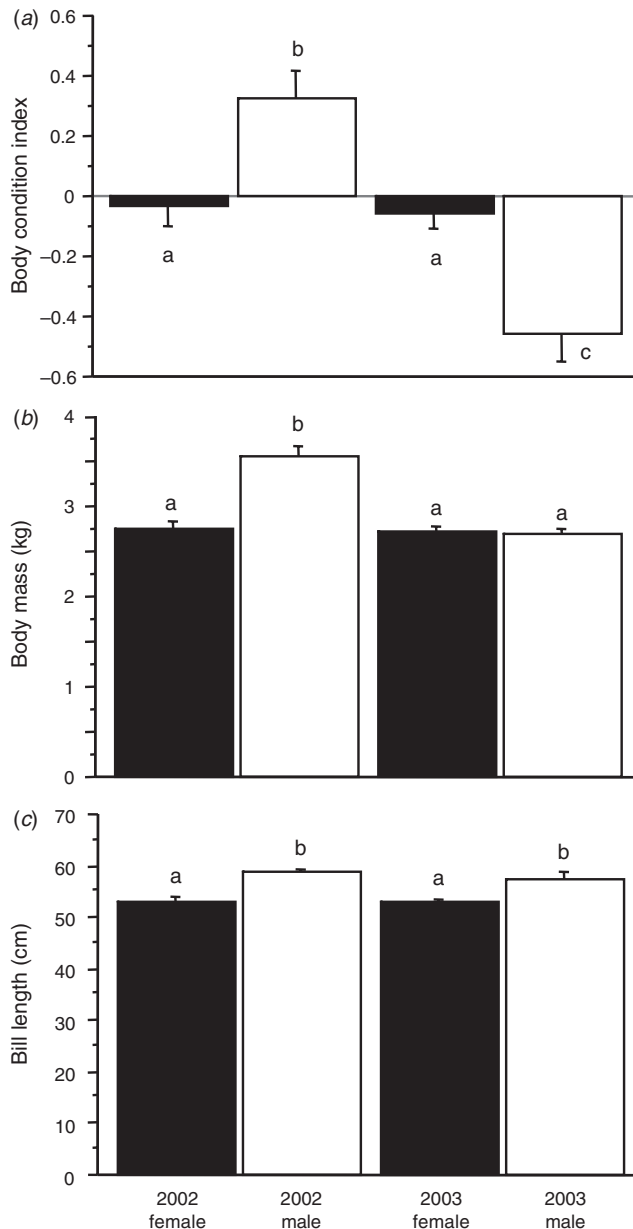 (a)
0.6
0.4
0.2
0
–0.2
–0.4
–0.6
Body condition index
a
b
a
c
(b)
4
3
2
1
0
Body mass (kg)
a
b
a
a
(c)
70
60
50
40
30
20
10
0
Bill length (cm)
a
b
a
b
2002 2002 2003 2003
female male female male